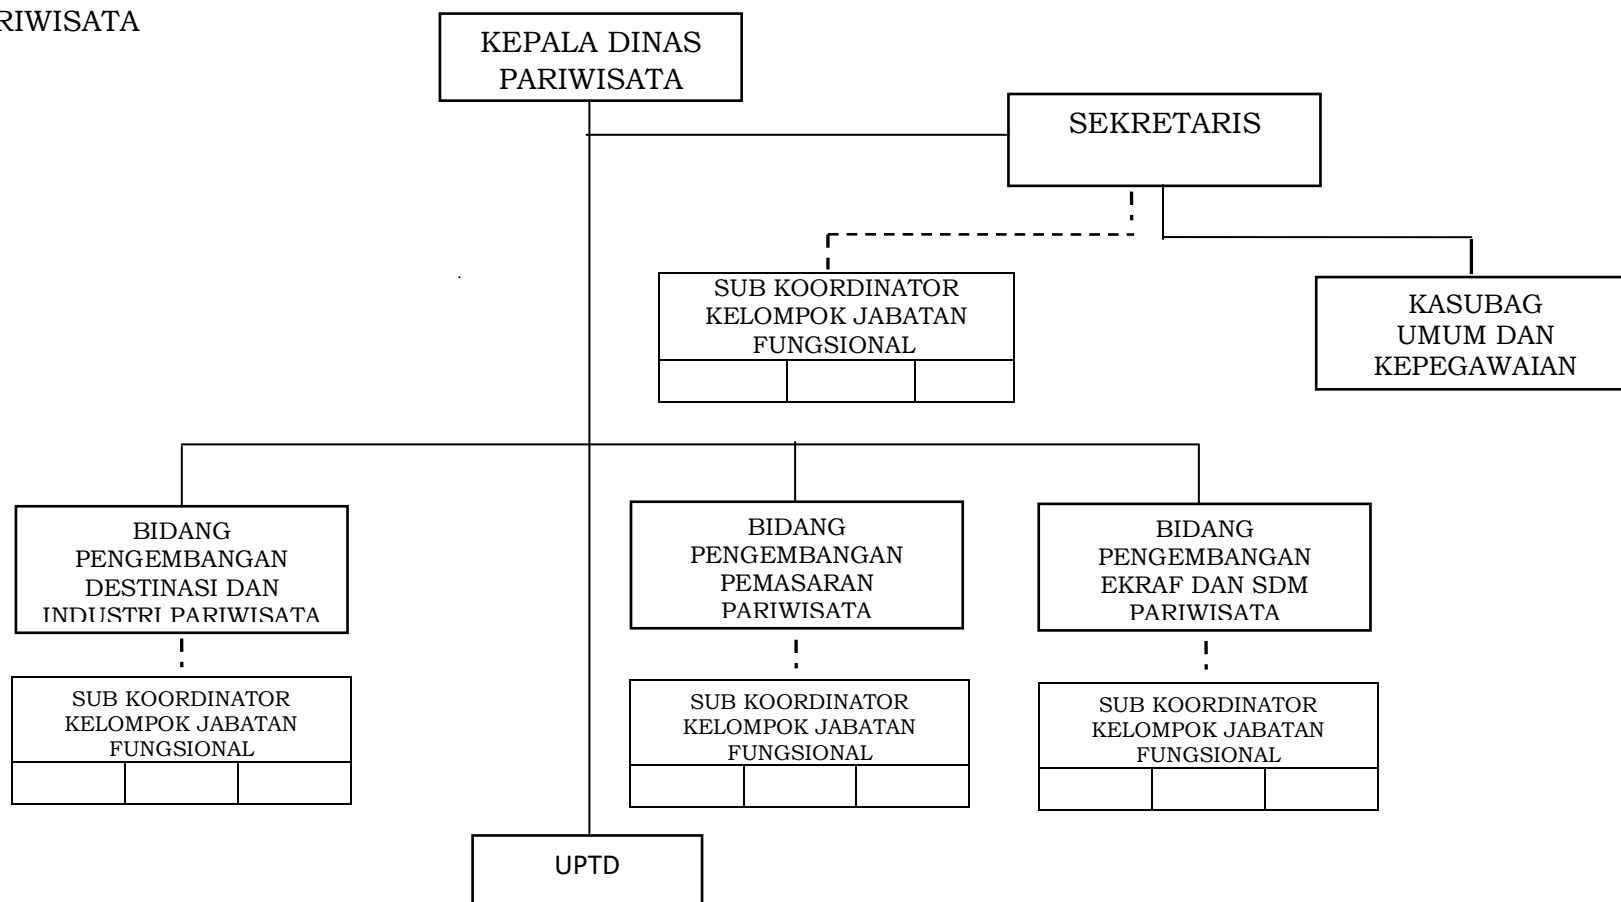 RIWISATA
KEPALA DINAS
PARIWISATA
SEKRETARIS
SUB KOORDINATOR
KELOMPOK JABATAN
FUNGSIONAL
KASUBAG
UMUM DAN
KEPEGAWAIAN
BIDANG
PENGEMBANGAN
DESTINASI DAN
INDUSTRI PARIWISATA
BIDANG
PENGEMBANGAN
PEMASARAN
PARIWISATA
BIDANG
PENGEMBANGAN
EKRAF DAN SDM
PARIWISATA
SUB KOORDINATOR
KELOMPOK JABATAN
FUNGSIONAL
SUB KOORDINATOR
KELOMPOK JABATAN
FUNGSIONAL
SUB KOORDINATOR
KELOMPOK JABATAN
FUNGSIONAL
UPTD